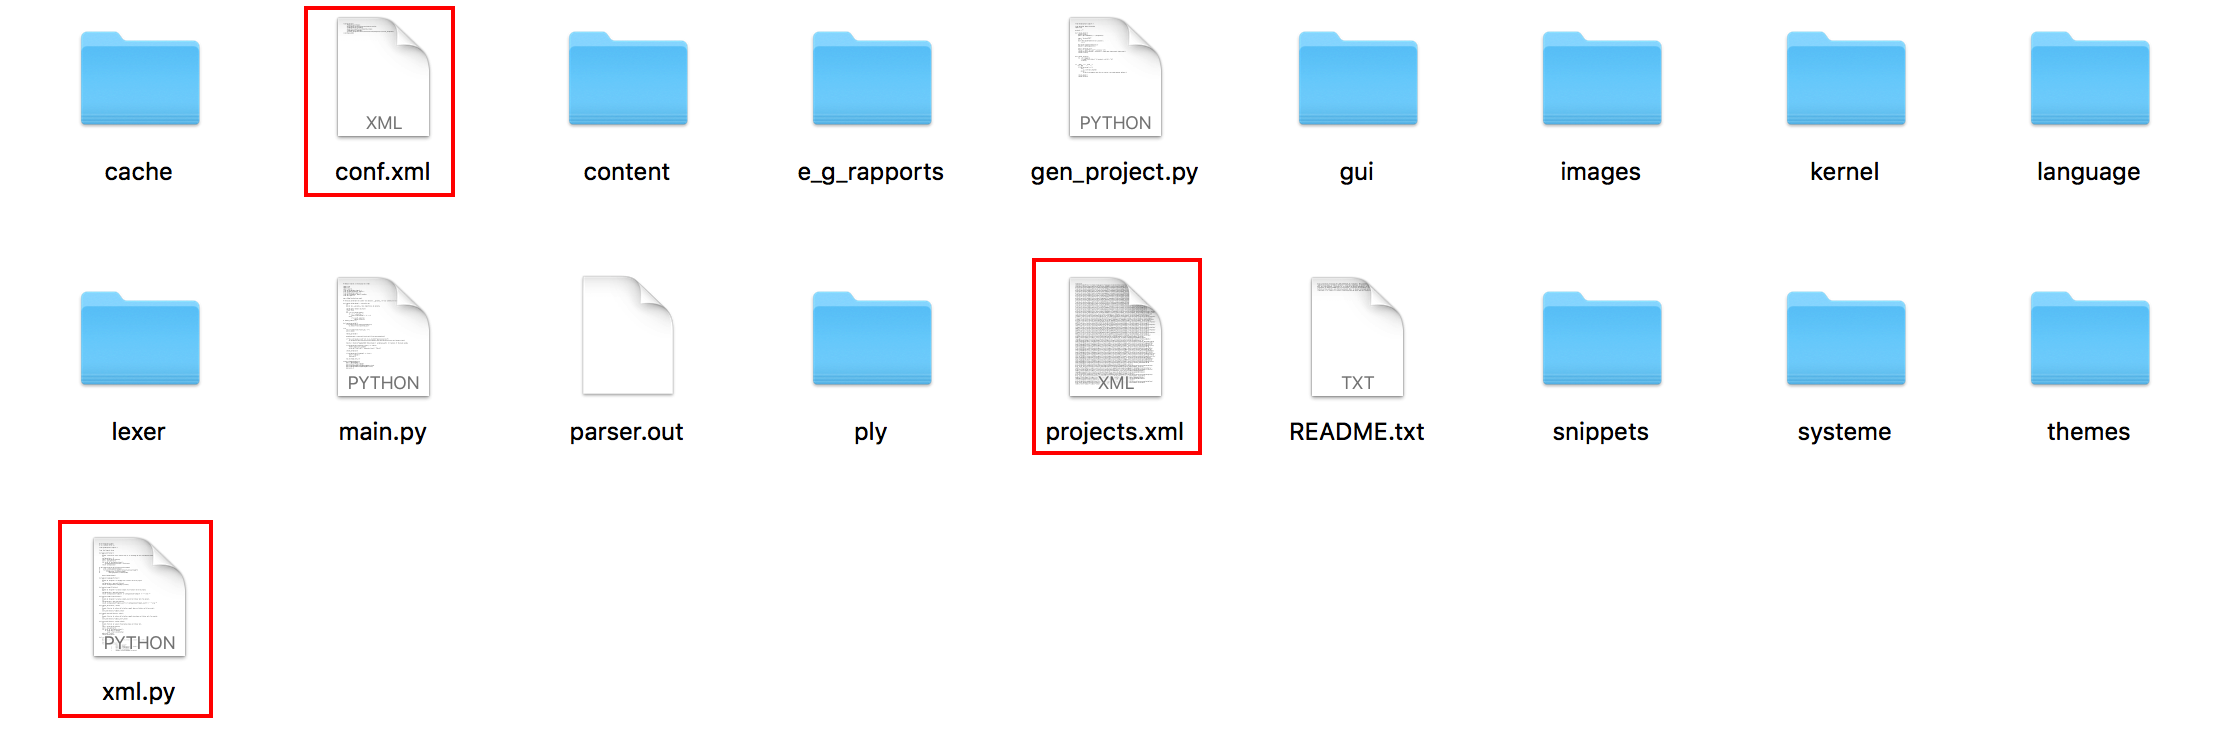 XML
PYTHON
cache
conf.xml
content
e_g_rapports
gen_project.py
gui
images
kernel
language
PYTHON
XML
TXT
lexer
main.py
parser.out
ply
projects.xml
README.txt
snippets
systeme
themes
PYTHON
xml.py